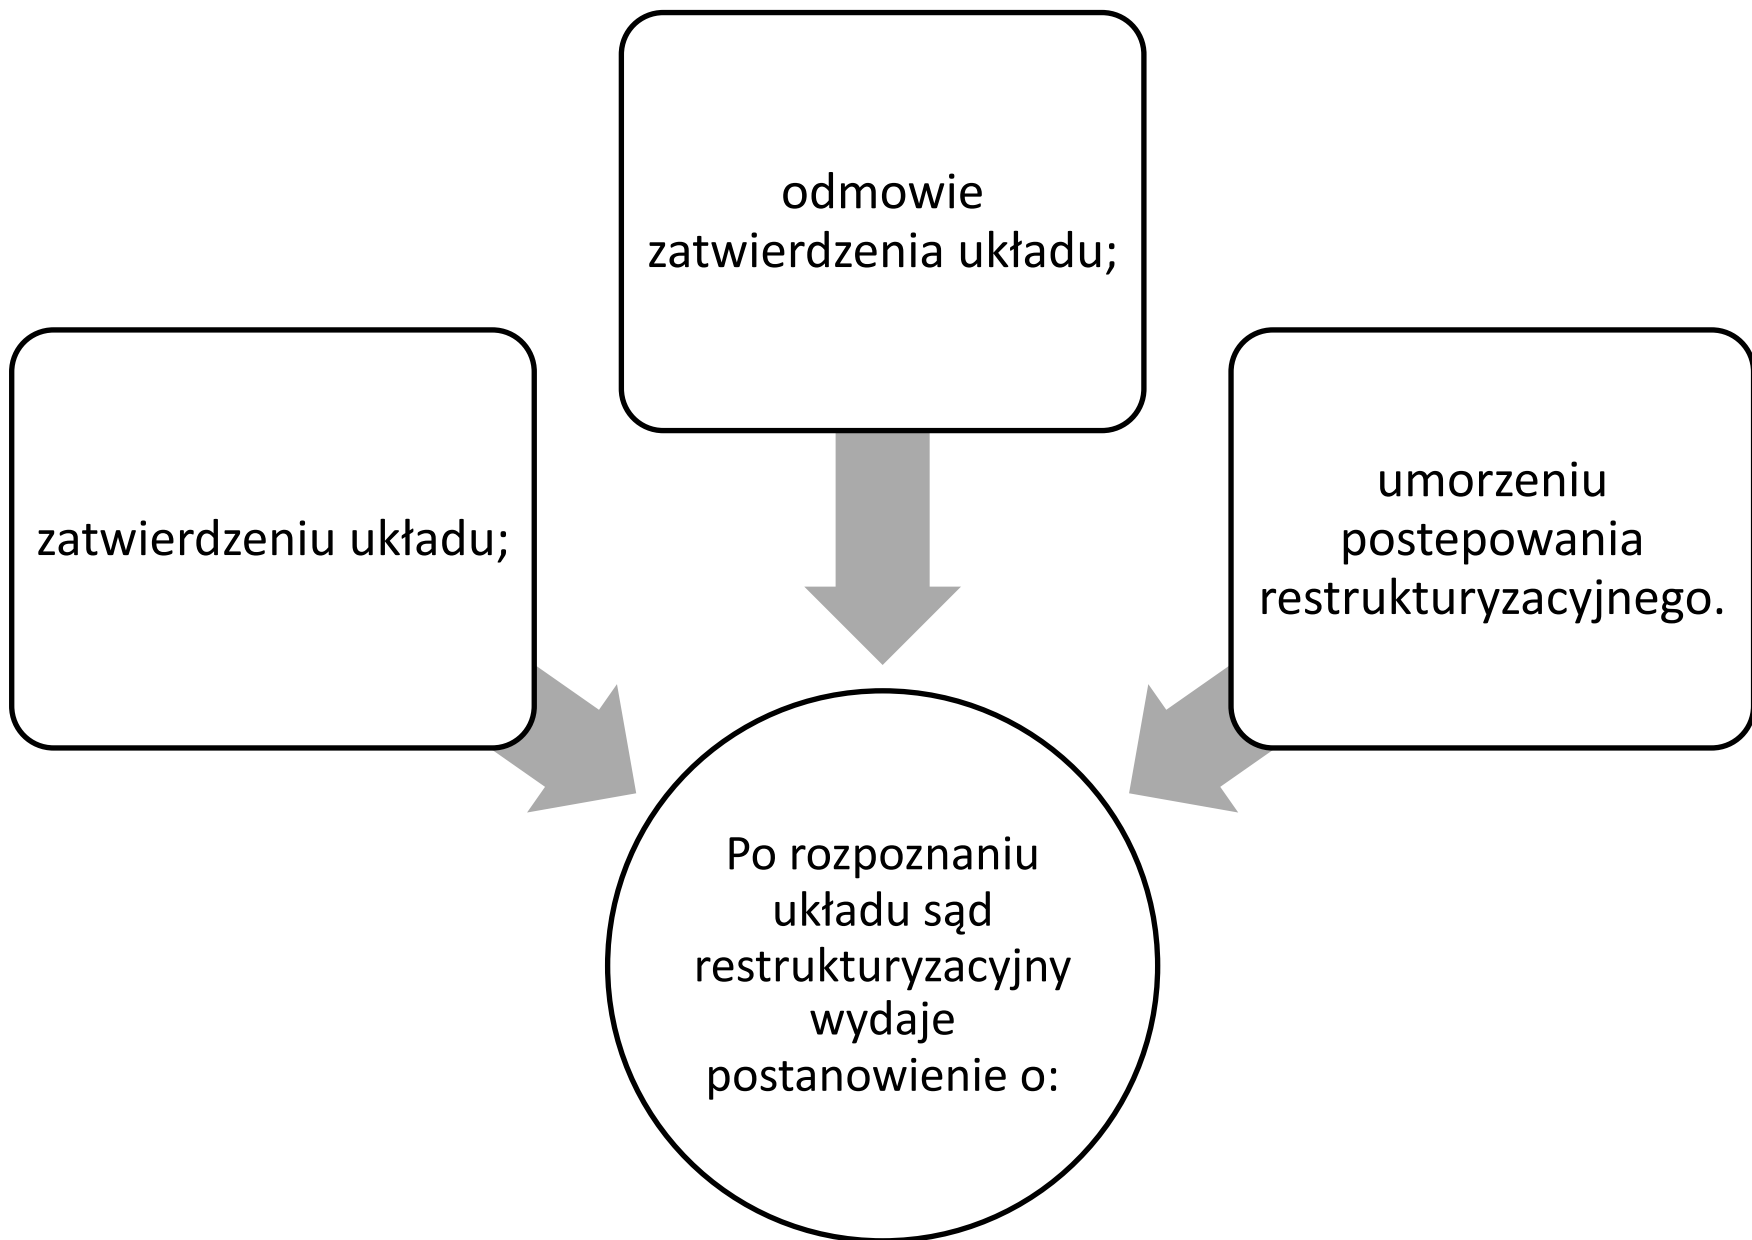 odmowie
zatwierdzenia układu;
zatwierdzeniu układu;
umorzeniu
postepowania
restrukturyzacyjnego.
Po rozpoznaniu
układu sąd
restrukturyzacyjny
wydaje
postanowienie o: